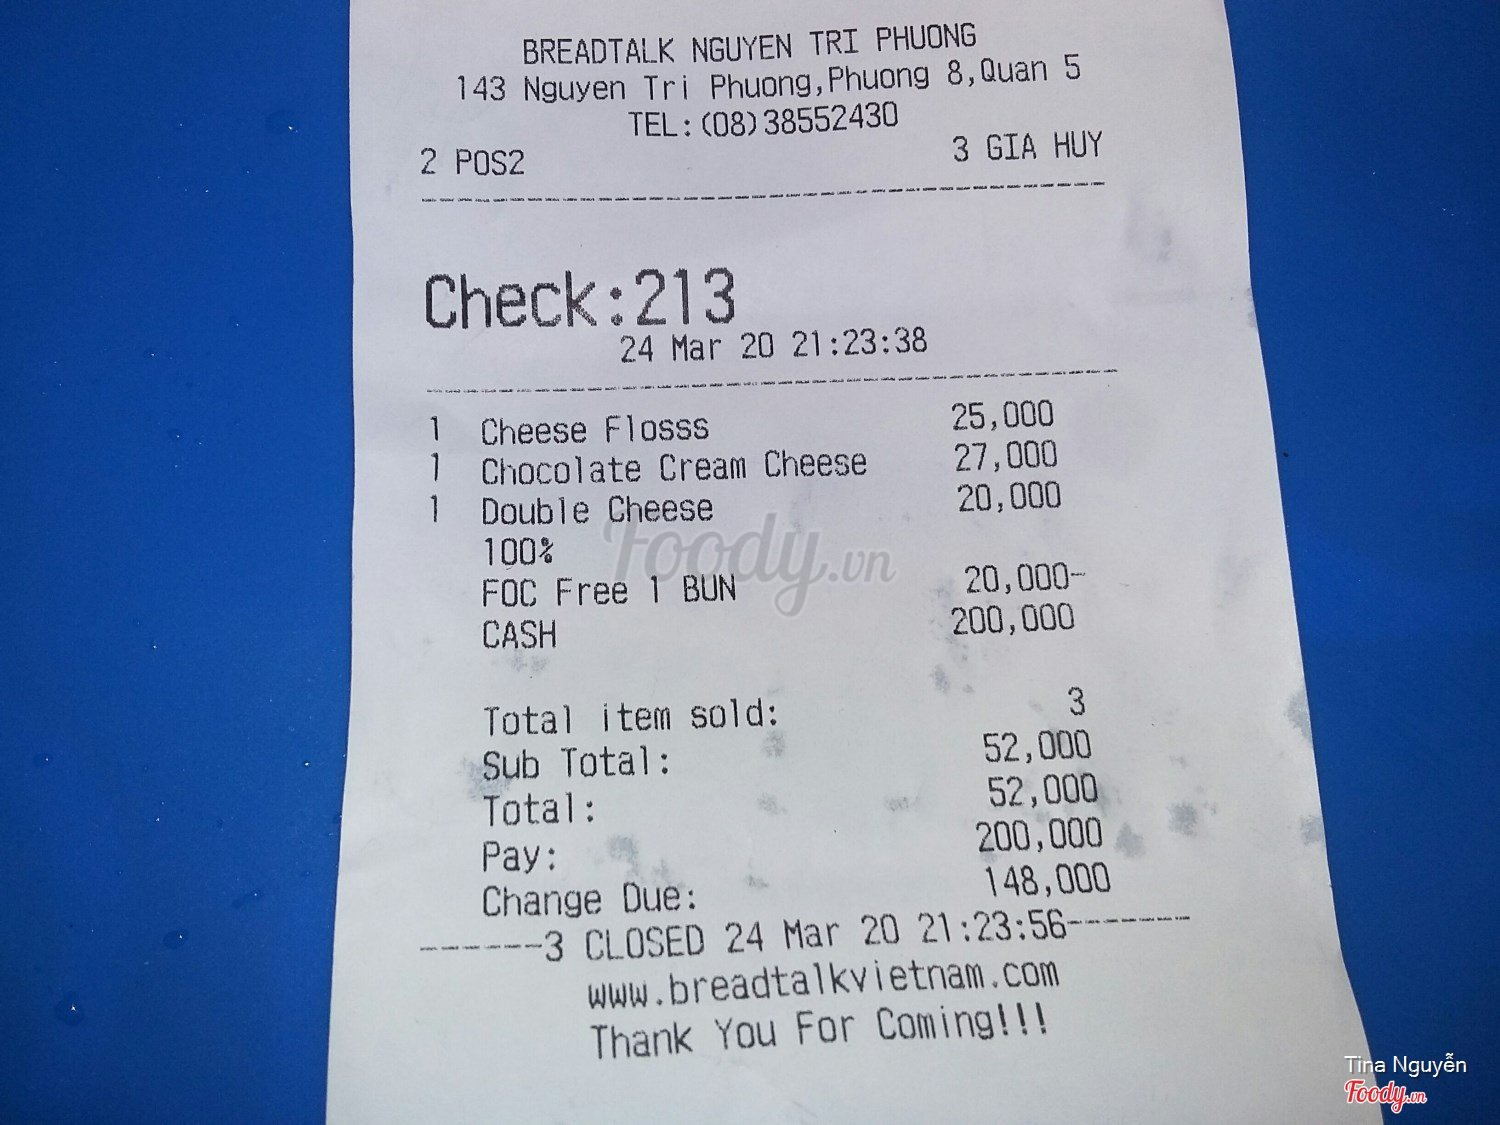 BREADTALK NGUYEN TRI PHUONG
143 Nguyen Tri Phuong,Phuong 8,Quan 5
TEL:(08)38552430
2 POS2 3 GIA HUY
Check:213
24 Mar 20 21:23:38
1 Cheese Flosss 25,000
1 Chocolate Cream Cheese 27,000
1 Double Cheese 20,000
100%
FOC Free 1 BUN 20,000-
CASH 200,000
Foody.vn
Total item sold: 3
Sub Total: 52,000
Total: 52,000
Pay: 200,000
Change Due: 148,000
-------3 CLOSED 24 Mar 20 21:23:56-------
www.breadtalkvietnam.com
Thank You For Coming!!!
Tina Nguyễn
Foody.vn